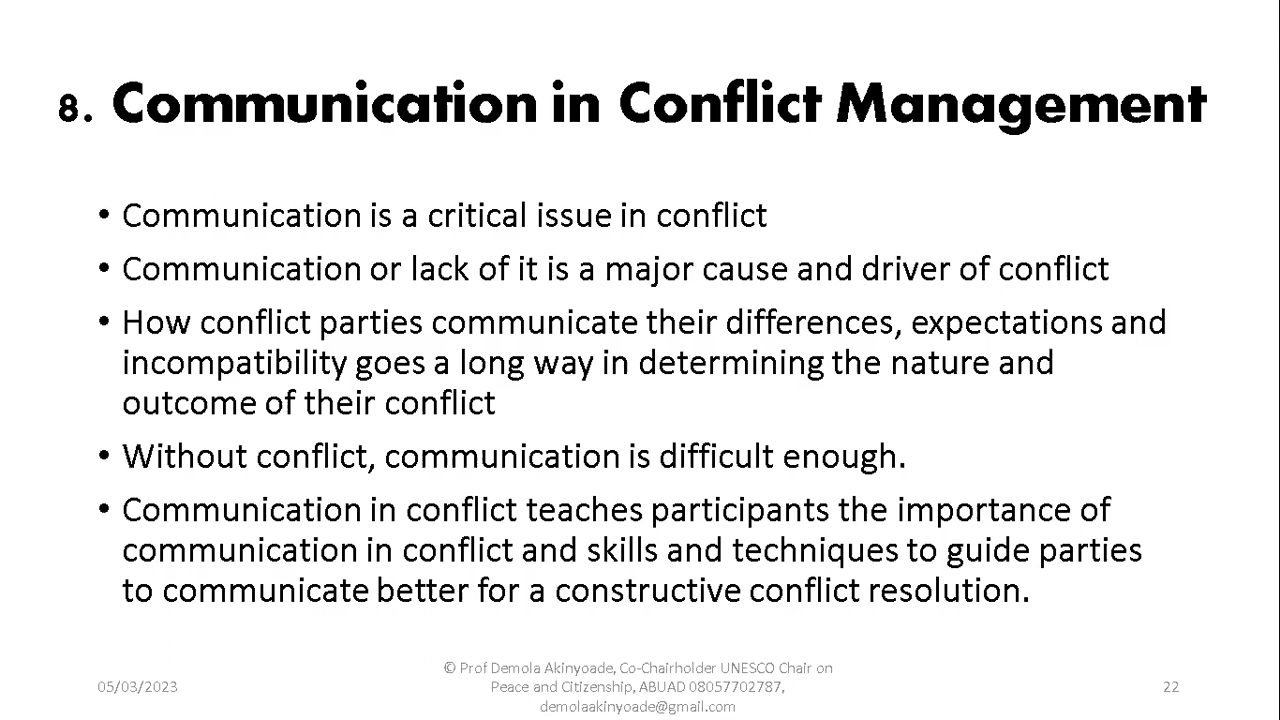 8. Communication in Conflict Management
• Communication is a critical issue in conflict
• Communication or lack of it is a major cause and driver of conflict
• How conflict parties communicate their differences, expectations and
incompatibility goes a long way in determining the nature and
outcome of their conflict
• Without conflict, communication is difficult enough.
• Communication in conflict teaches participants the importance of
communication in conflict and skills and techniques to guide parties
to communicate better for a constructive conflict resolution.
05/03/2023
© Prof Demola Akinyoade, Co-Chairholder UNESCO Chair on
Peace and Citizenship, ABUAD 08057702787,
demolaakinyoade@gmail.com
22